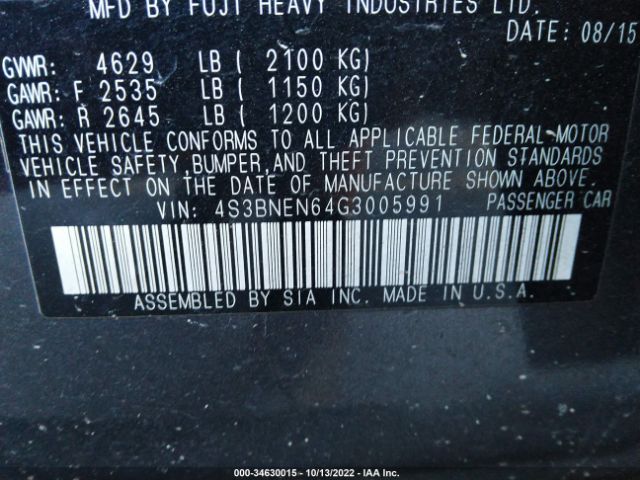 MFD BY FUJI HEAVY INDUSTRIES LTD.
DATE: 08/15
GVWR: 4629 LB ( 2100 KG)
GAWR: F 2535 LB ( 1150 KG)
GAWR: R 2645 LB ( 1200 KG)
THIS VEHICLE CONFORMS TO ALL APPLICABLE FEDERAL MOTOR
VEHICLE SAFETY,BUMPER,AND THEFT PREVENTION STANDARDS
IN EFFECT ON THE DATE OF MANUFACTURE SHOWN ABOVE.
VIN: 4S3BNEN64G3005991 PASSENGER CAR
ASSEMBLED BY SIA INC. MADE IN U.S.A.
000-34630015 - 10/13/2022 - IAA Inc.